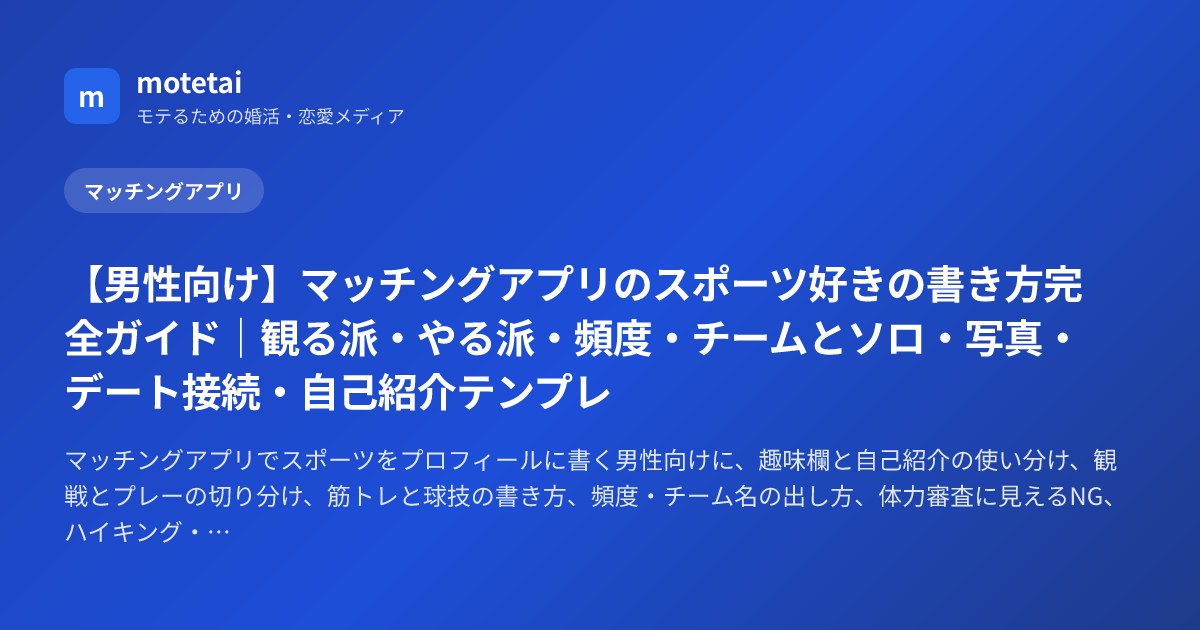 m
motetai
モテるための婚活・恋愛メディア
マッチングアプリ
【男性向け】マッチングアプリのスポーツ好きの書き方完
全ガイド｜観る派・やる派・頻度・チームとソロ・写真・
デート接続・自己紹介テンプレ
マッチングアプリでスポーツをプロフィールに書く男性向けに、趣味欄と自己紹介の使い分け、観
戦とプレーの切り分け、筋トレと球技の書き方、頻度・チーム名の出し方、体力審査に見えるNG、
ハイキング・…